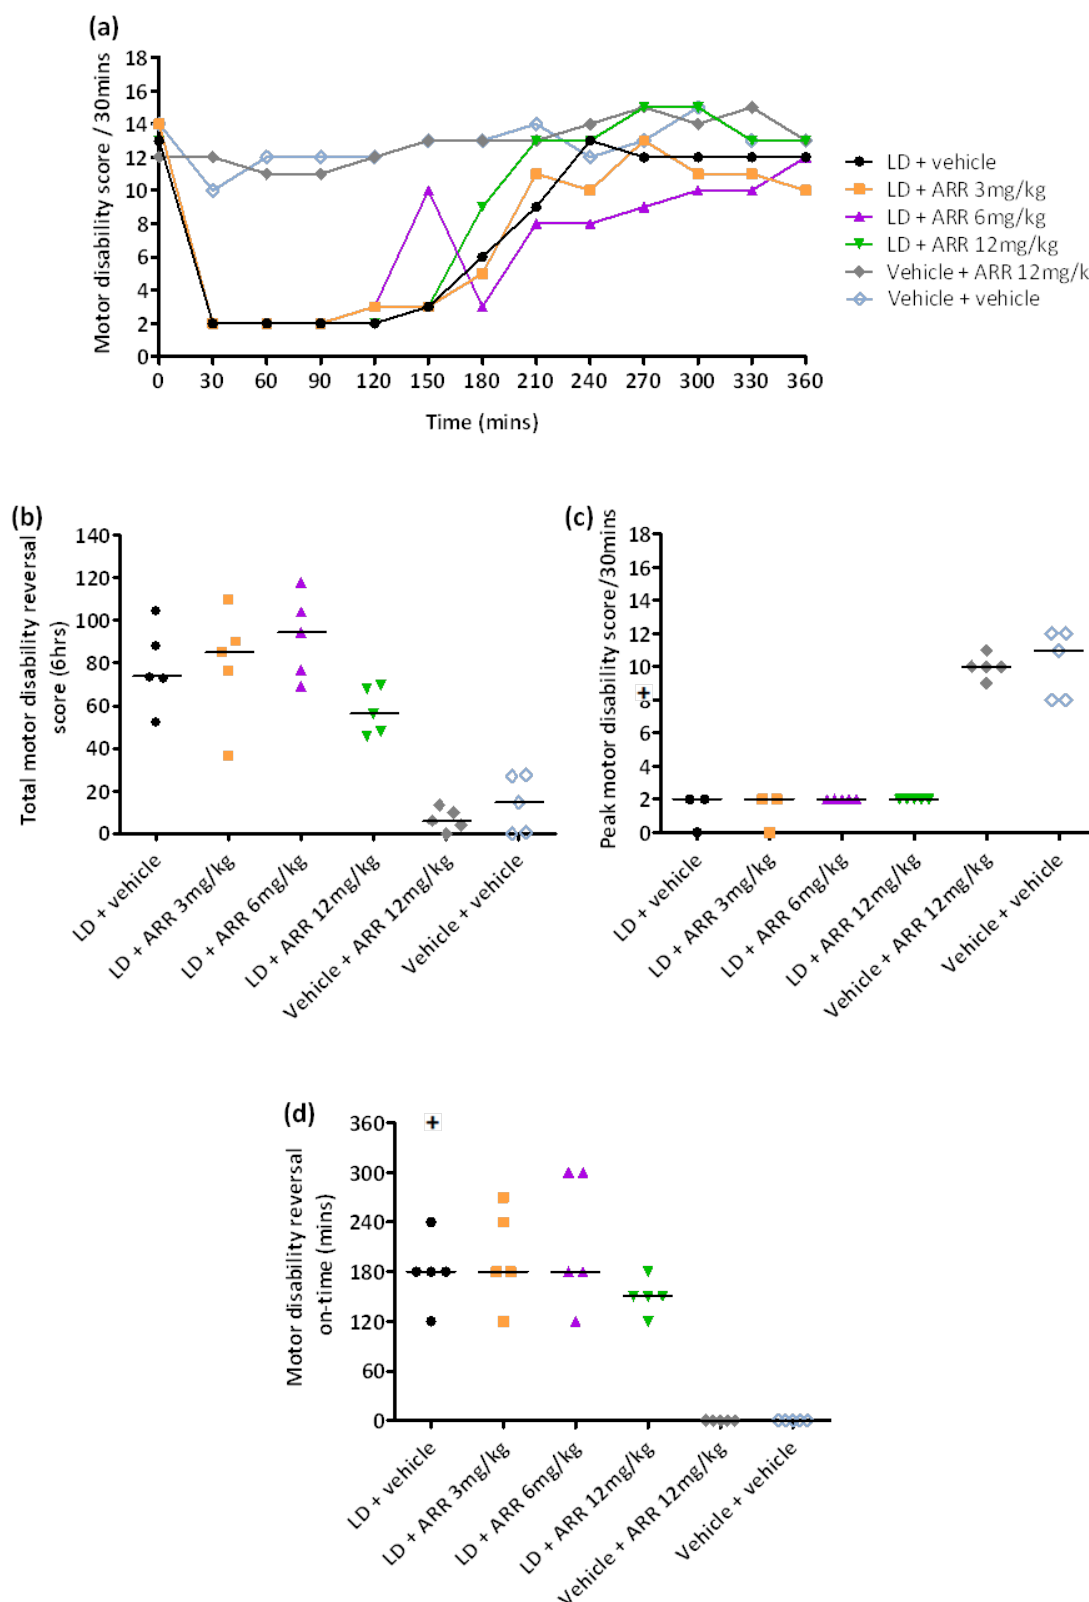 (a)
Motor disability score / 30mins
18
16
14
12
10
8
6
4
2
0
0 30 60 90 120 150 180 210 240 270 300 330 360
Time (mins)
LD + vehicle
LD + ARR 3mg/kg
LD + ARR 6mg/kg
LD + ARR 12mg/kg
Vehicle + ARR 12mg/k
Vehicle + vehicle
(b)
Total motor disability reversal
score (6hrs)
140
120
100
80
60
40
20
0
LD + vehicle
LD + ARR 3mg/kg
LD + ARR 6mg/kg
LD + ARR 12mg/kg
Vehicle + ARR 12mg/kg
Vehicle + vehicle
(c)
Peak motor disability score/30mins
18
16
14
12
10
8
6
4
2
0
+
LD + vehicle
LD + ARR 3mg/kg
LD + ARR 6mg/kg
LD + ARR 12mg/kg
Vehicle + ARR 12mg/kg
Vehicle + vehicle
(d)
Motor disability reversal
on-time (mins)
360
300
240
180
120
60
0
+
LD + vehicle
LD + ARR 3mg/kg
LD + ARR 6mg/kg
LD + ARR 12mg/kg
Vehicle + ARR 12mg/kg
Vehicle + vehicle